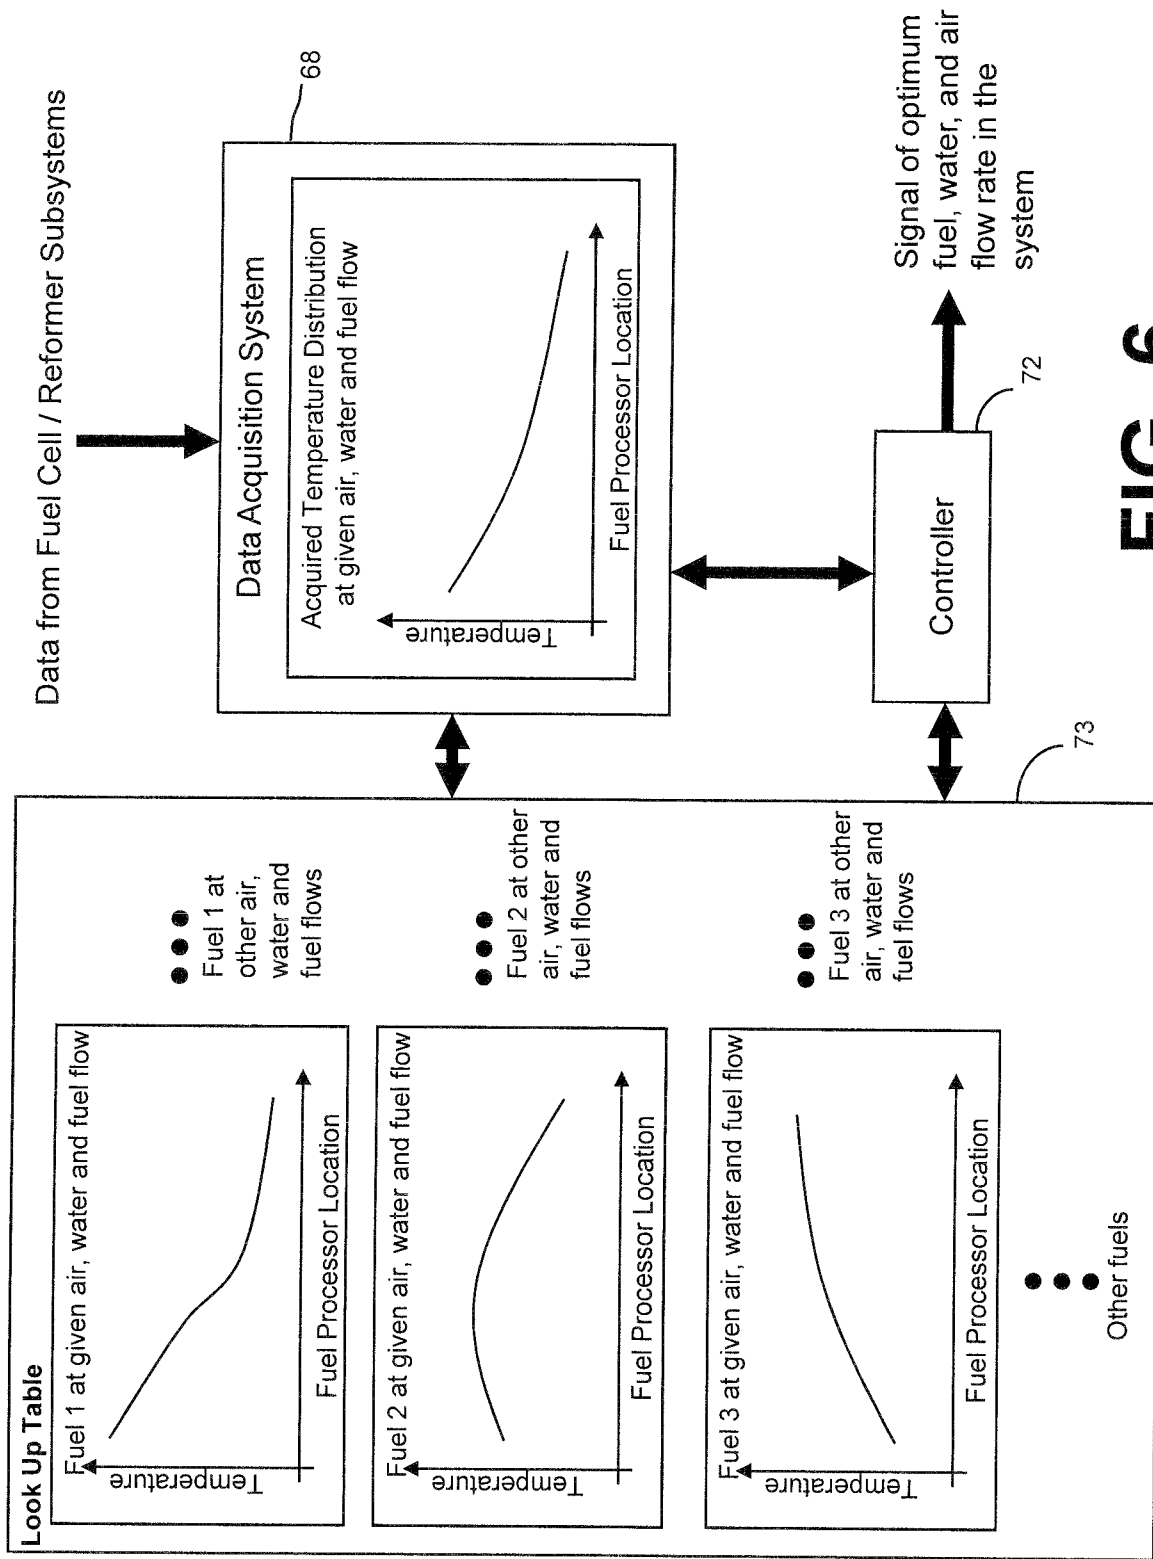 Look Up Table
Fuel 1 at given air, water and fuel flow
Temperature
Fuel Processor Location
Fuel 1 at
other air,
water and
fuel flows
Fuel 2 at given air, water and fuel flow
Temperature
Fuel Processor Location
Fuel 2 at other
air, water and
fuel flows
Fuel 3 at given air, water and fuel flow
Temperature
Fuel Processor Location
Fuel 3 at other
air, water and
fuel flows
Other fuels
73
Data from Fuel Cell / Reformer Subsystems
68
Data Acquisition System
Acquired Temperature Distribution
at given air, water and fuel flow
Temperature
Fuel Processor Location
Controller
72
Signal of optimum
fuel, water, and air
flow rate in the
system
FIG. 6